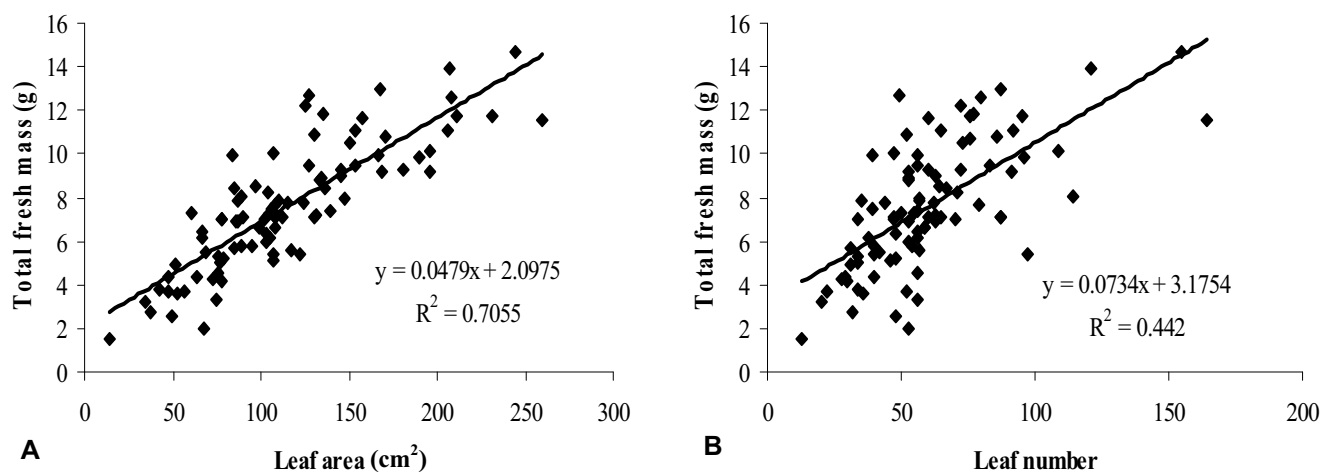 16
14
12
10
8
6
4
2
0
Total fresh mass (g)
y = 0.0479x + 2.0975
R² = 0.7055
0 50 100 150 200 250 300
A
Leaf area (cm²)
16
14
12
10
8
6
4
2
0
Total fresh mass (g)
y = 0.0734x + 3.1754
R² = 0.442
0 50 100 150 200
B
Leaf number